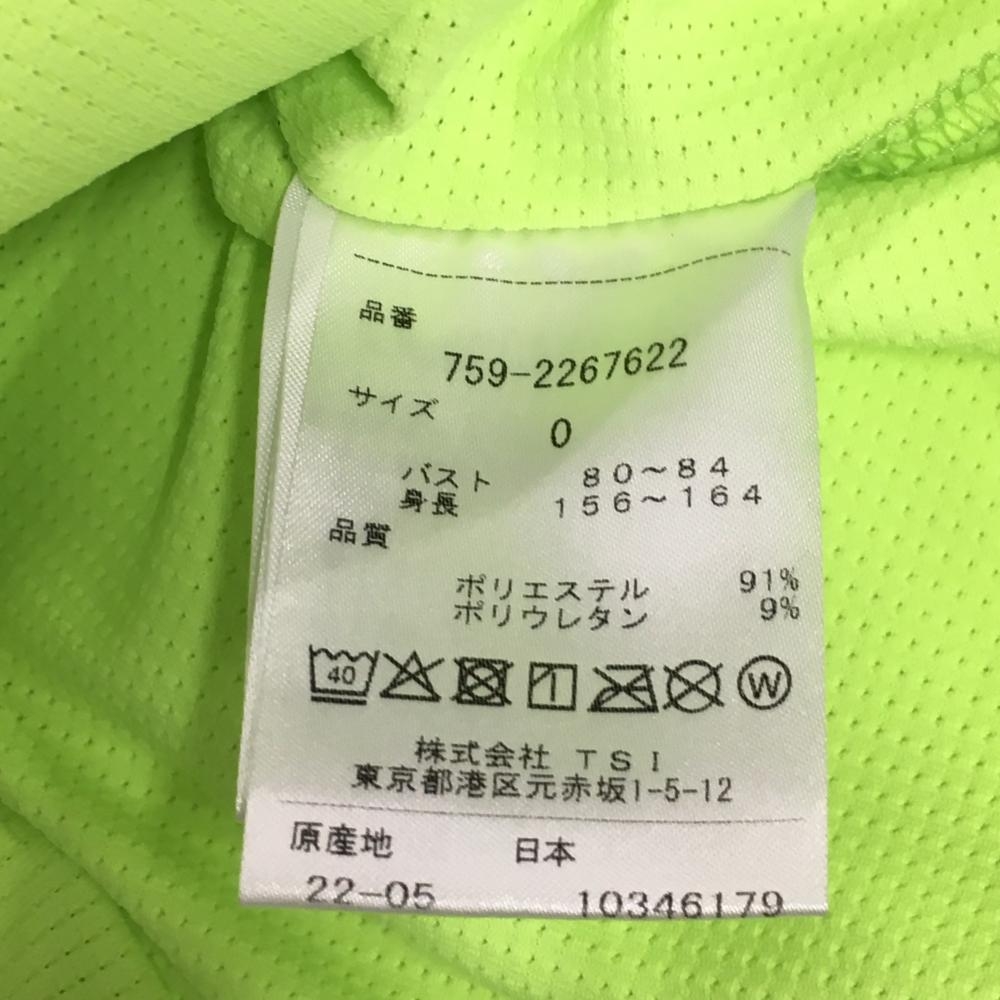 品番
759-2267622
サイズ
0
バスト 80~84
身長 156~164
品質
ポリエステル 91%
ポリウレタン 9%
40 W
株式会社 TSI
東京都港区元赤坂1-5-12
原産地 日本
22-05 10346179